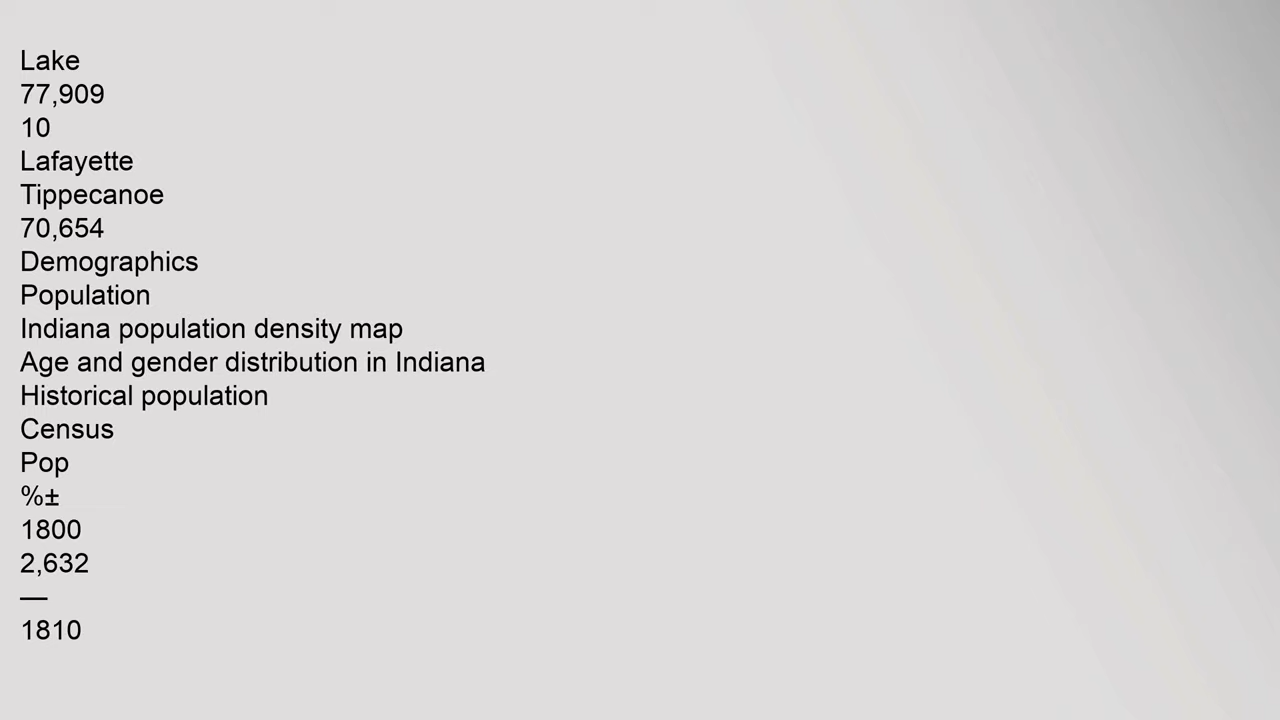 Lake
77,909
10
Lafayette
Tippecanoe
70,654
Demographics
Population
Indiana population density map
Age and gender distribution in Indiana
Historical population
Census
Pop
%±
1800
2,632
—
1810